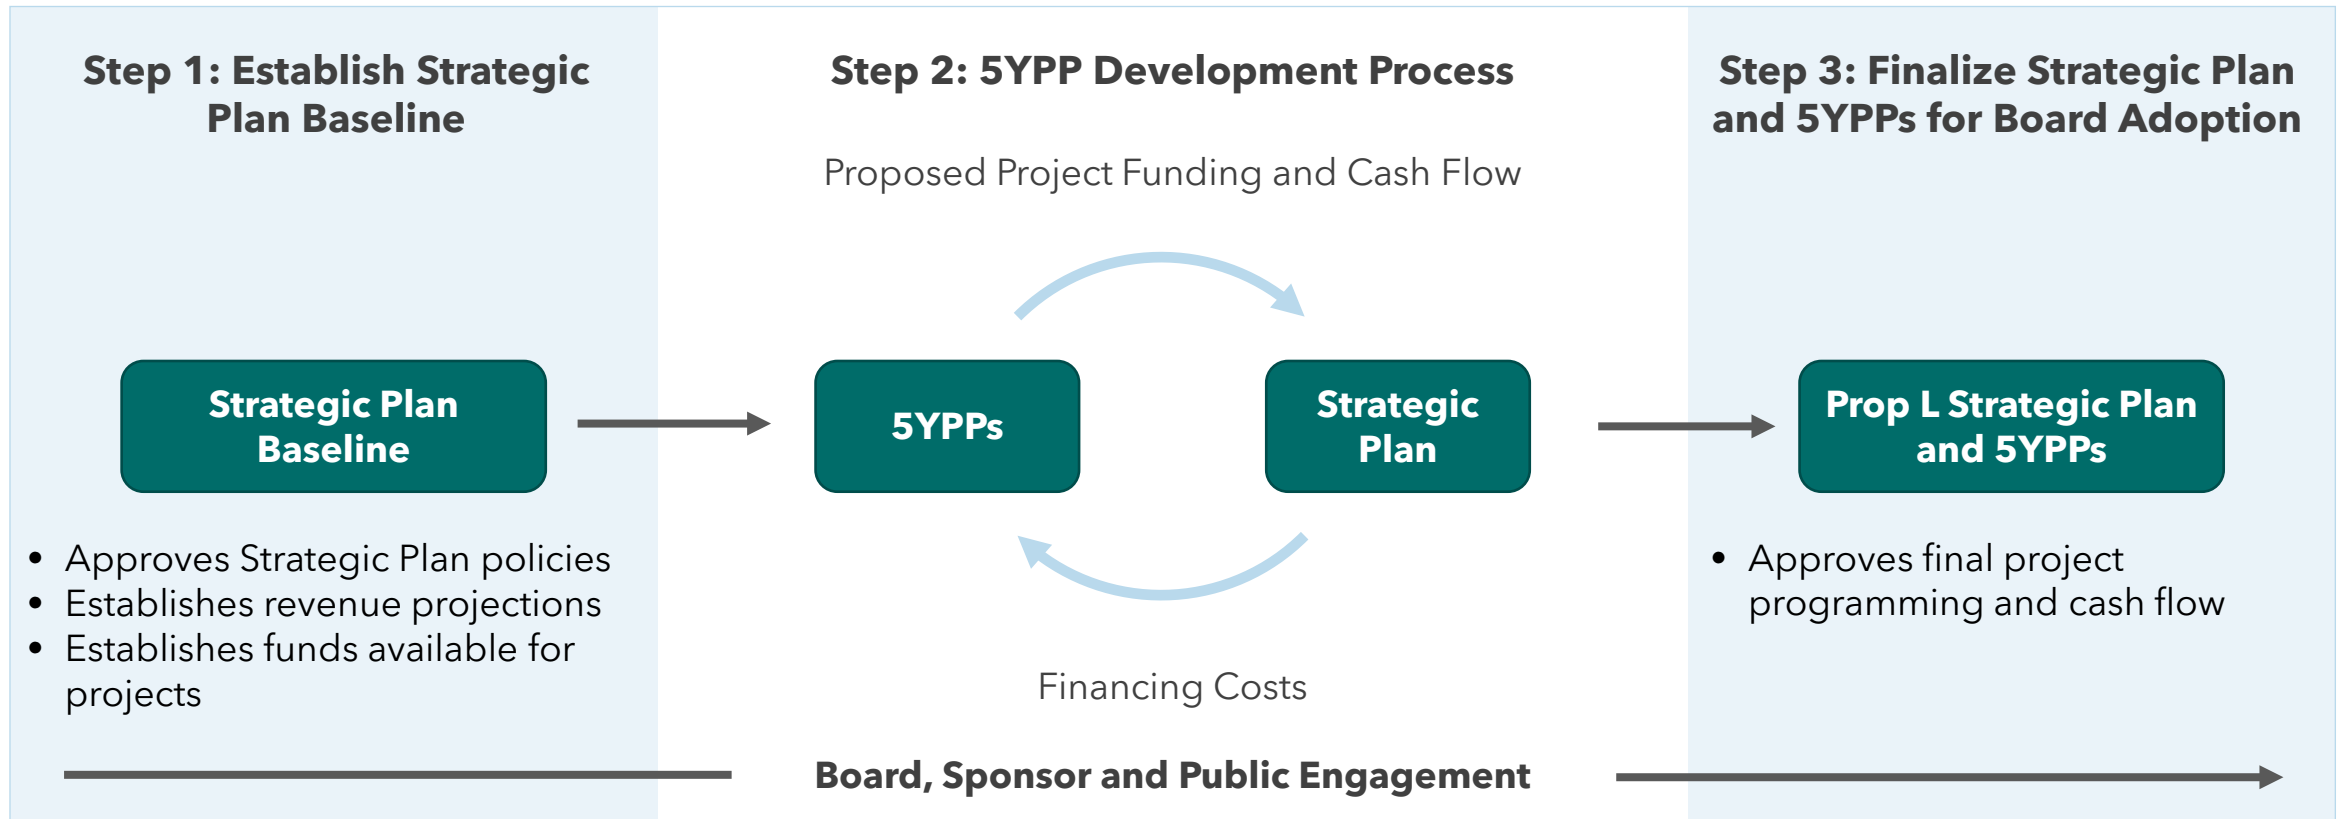 Step 1: Establish Strategic
Plan Baseline
Strategic Plan
Baseline
• Approves Strategic Plan policies
• Establishes revenue projections
• Establishes funds available for
projects
Step 2: 5YPP Development Process
Proposed Project Funding and Cash Flow
5YPPs
Strategic
Plan
Financing Costs
Step 3: Finalize Strategic Plan
and 5YPPs for Board Adoption
Prop L Strategic Plan
and 5YPPs
• Approves final project
programming and cash flow
Board, Sponsor and Public Engagement